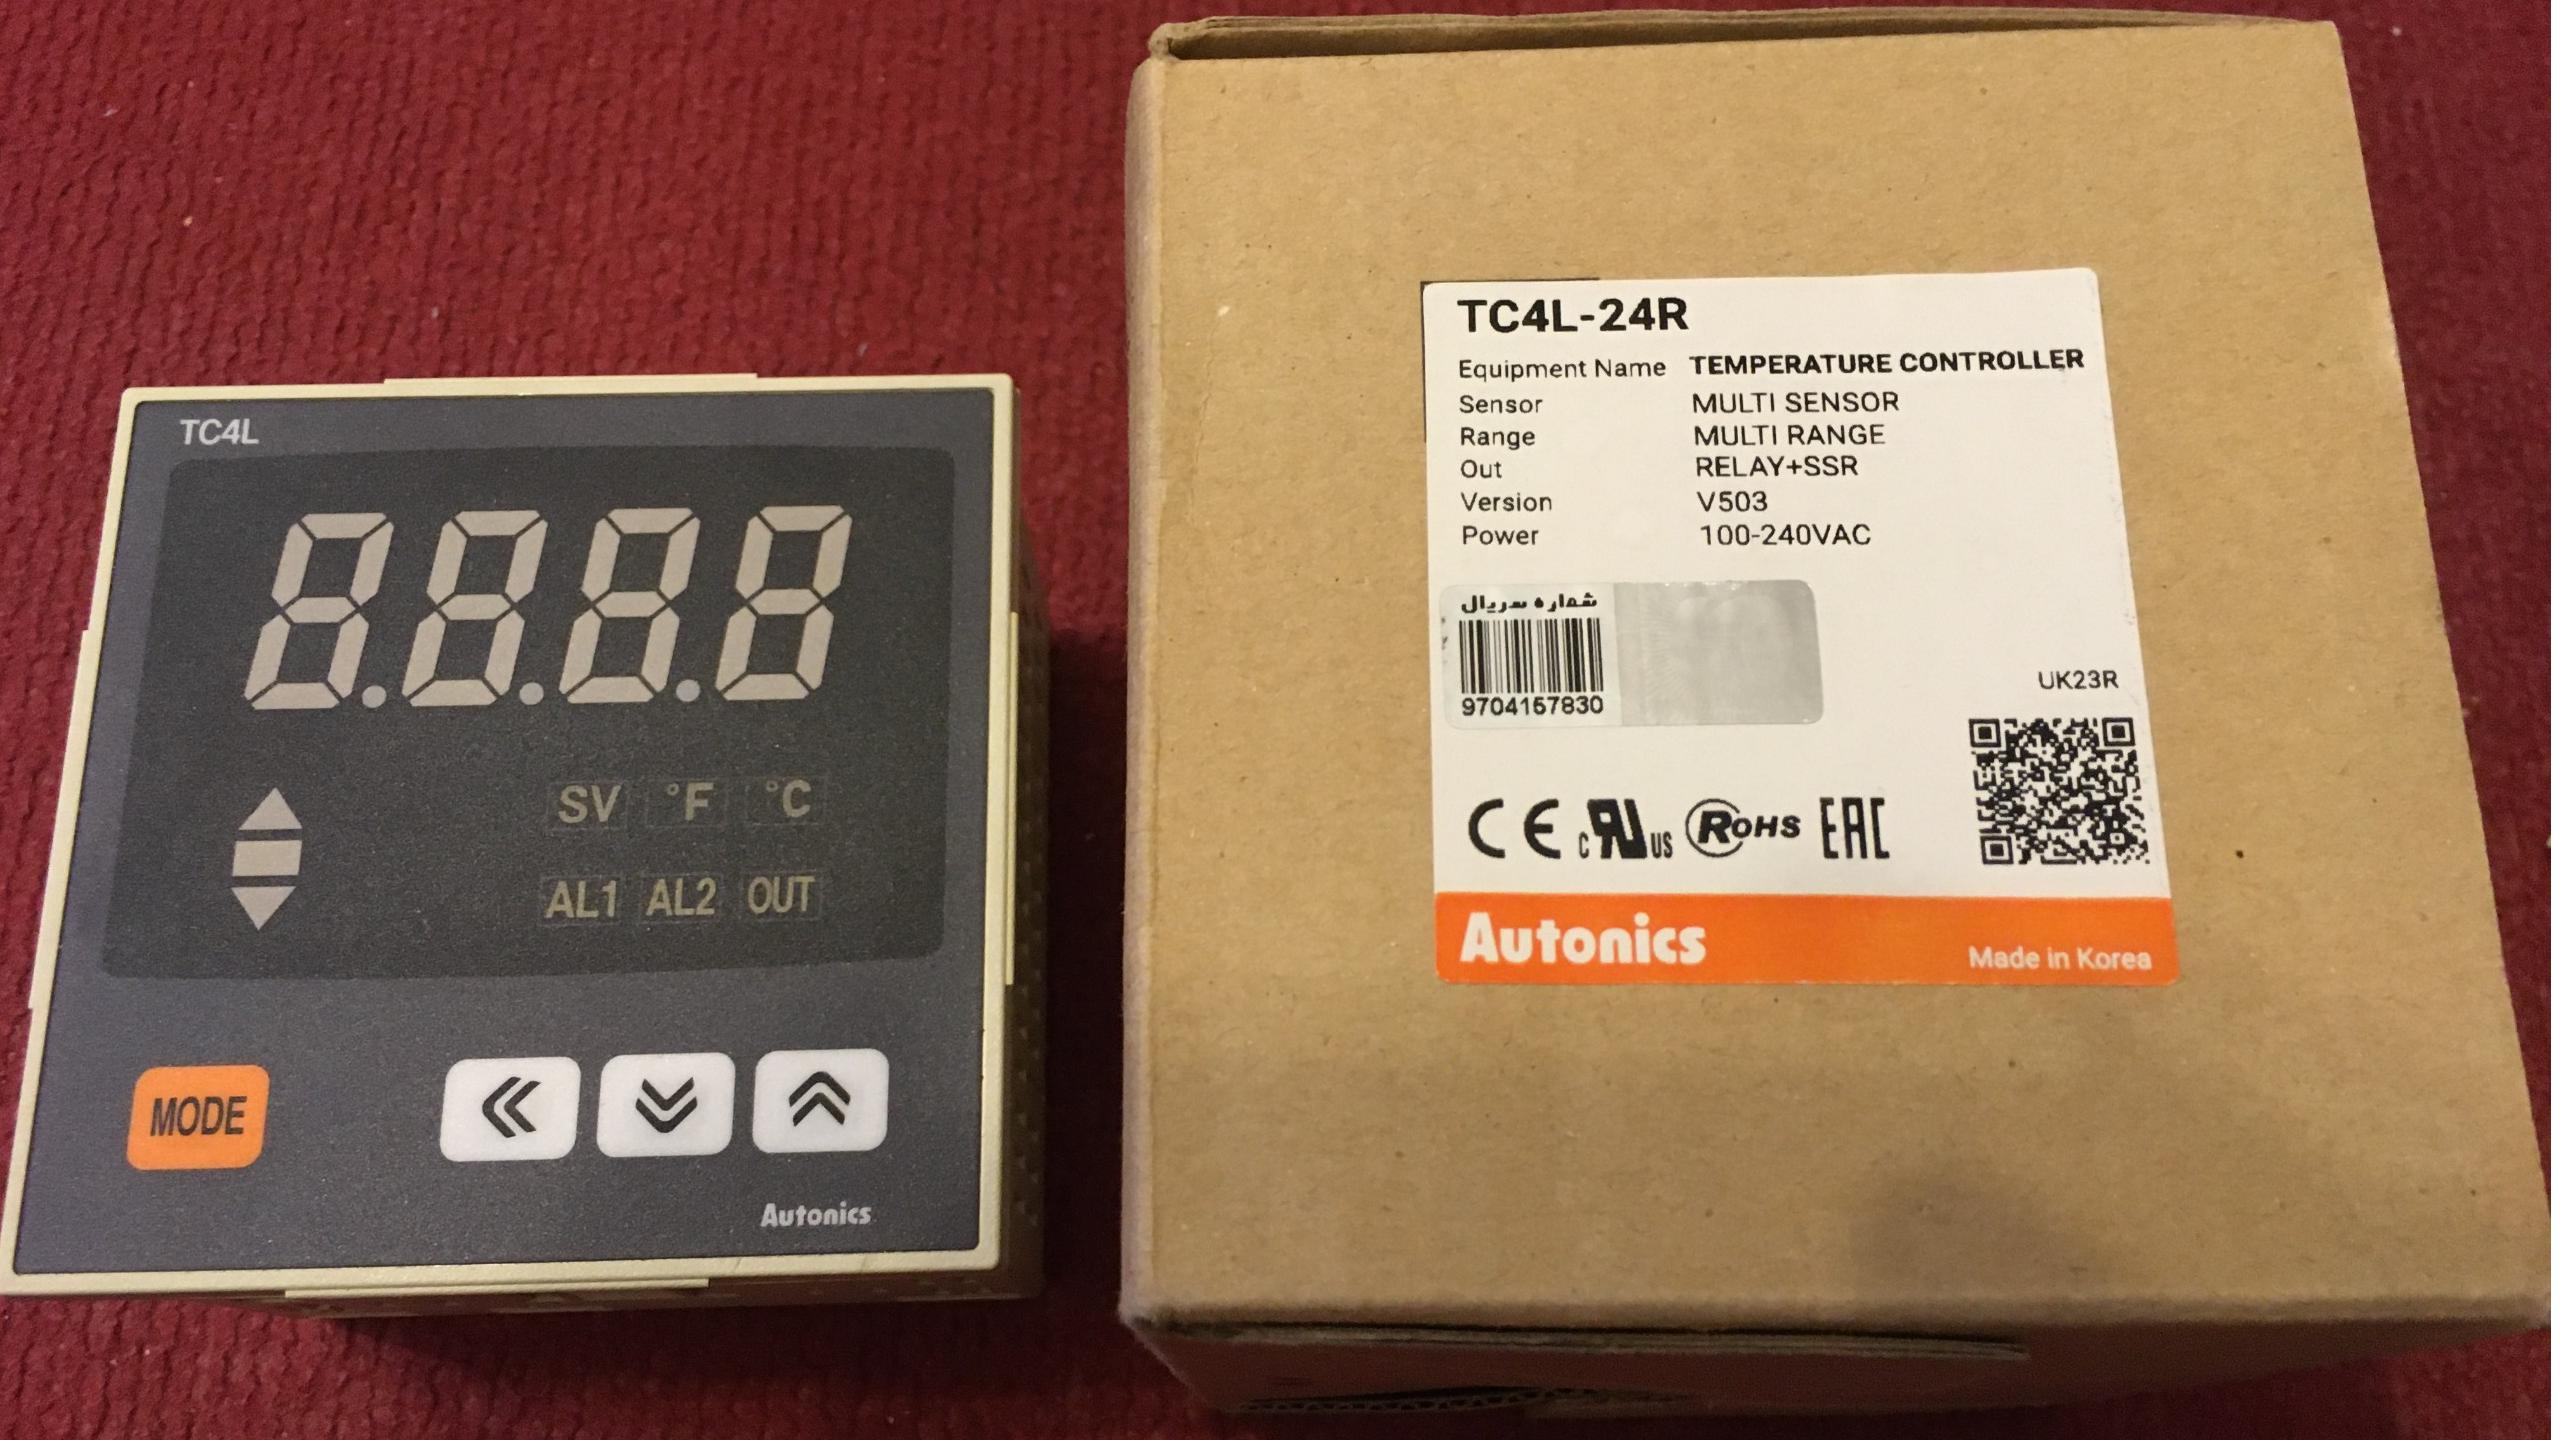 TC4L
8.8.8.8
SV °F °C
AL1 AL2 OUT
MODE
Autonics
TC4L-24R
Equipment Name TEMPERATURE CONTROLLER
Sensor MULTI SENSOR
Range MULTI RANGE
Out RELAY+SSR
Version V503
Power 100-240VAC
شماره سریال
9704157830
UK23R
CE c RU us RoHS EAC
Autonics
Made in Korea